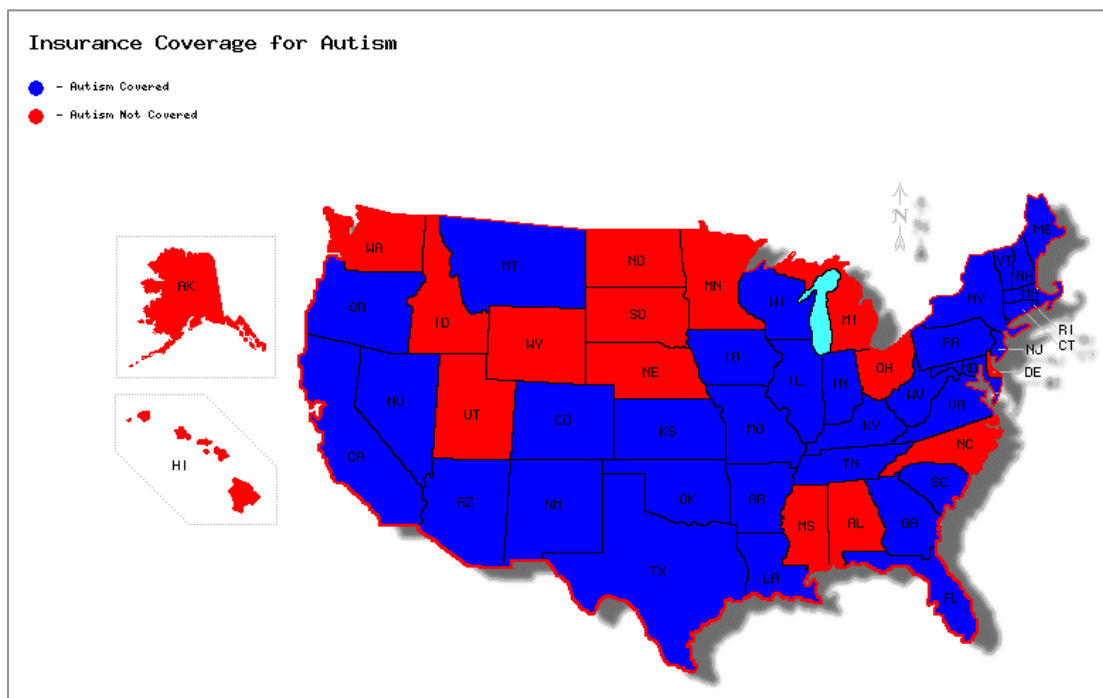 Insurance Coverage for Autism
- Autism Covered
- Autism Not Covered
N
ME
WA
VT
NH
MT
ND
AK
MN
MA
WI
NY
OR
SD
MI
RI
ID
PA
CT
WY
NJ
IA
OH
DE
NE
MD
IL
IN
NV
WV
UT
VA
CO
MO
KS
KY
CA
NC
HI
TN
SC
OK
AR
AZ
NM
MS
AL
GA
TX
LA
FL